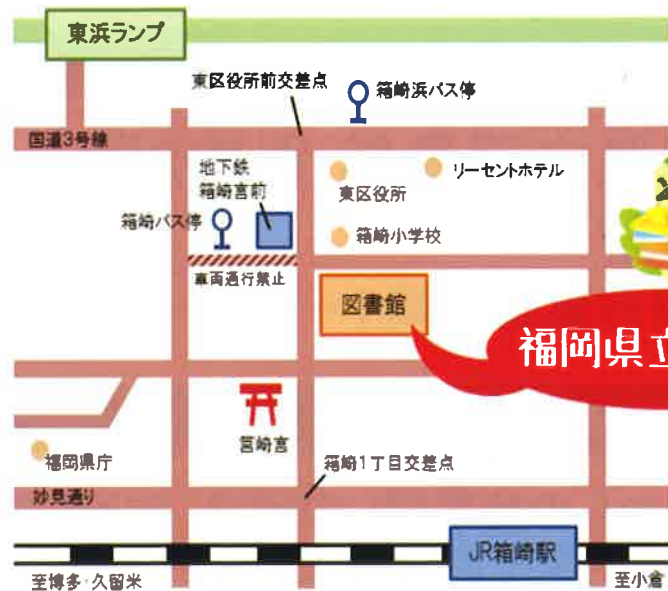 東浜ランプ
東区役所前交差点
箱崎浜バス停
国道3号線
地下鉄
箱崎宮前
リーセントホテル
東区役所
箱崎バス停
箱崎小学校
車両通行禁止
図書館
福岡県立
筥崎宮
福岡県庁
箱崎1丁目交差点
妙見通り
JR箱崎駅
至博多・久留米
至小倉